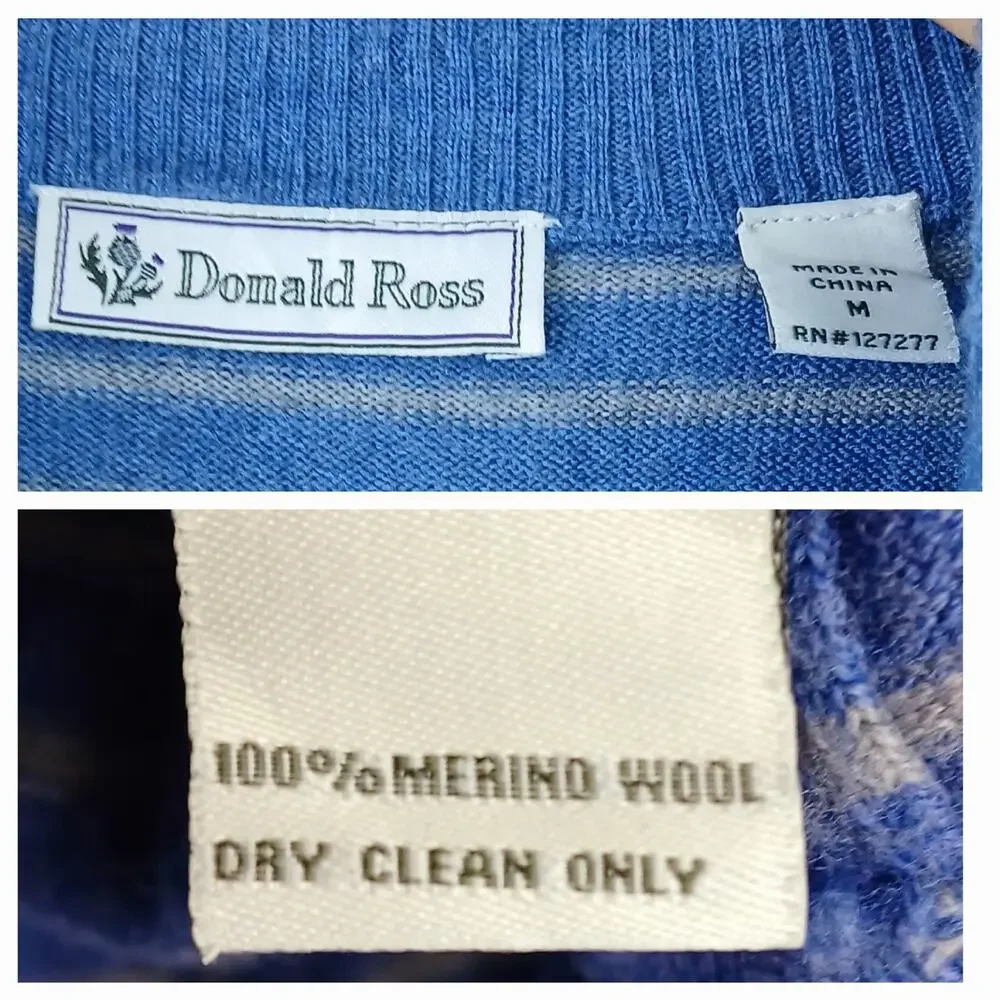 Donald Ross
MADE IN
CHINA
M
RN#127277
100% MERINO WOOL
DRY CLEAN ONLY